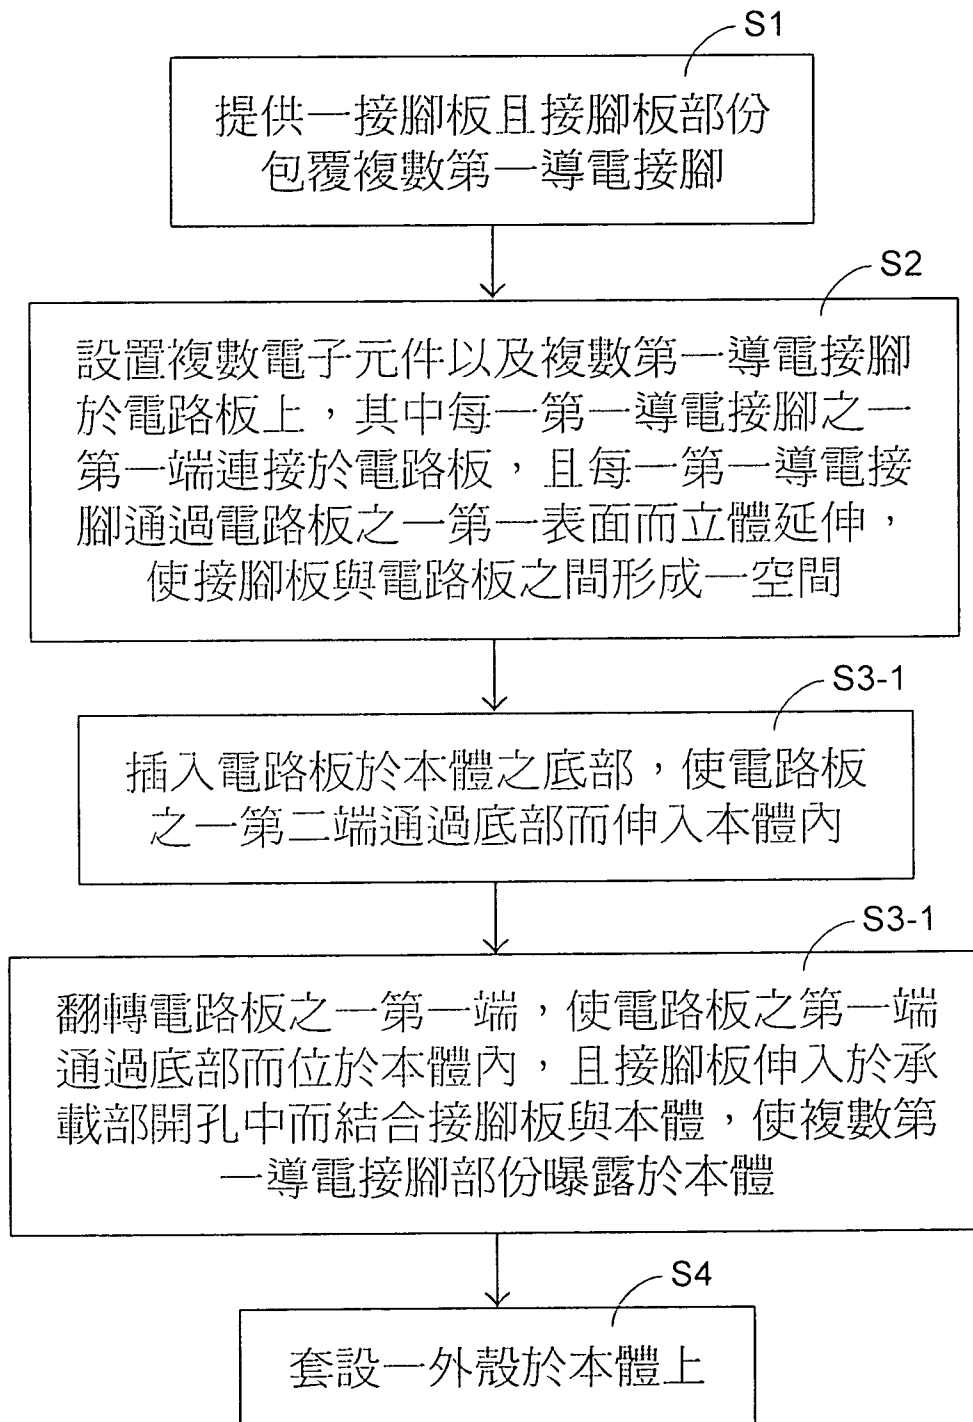 S1
提供一接腳板且接腳板部份
包覆複數第一導電接腳
S2
設置複數電子元件以及複數第一導電接腳
於電路板上，其中每一第一導電接腳之一
第一端連接於電路板，且每一第一導電接
腳通過電路板之一第一表面而立體延伸，
使接腳板與電路板之間形成一空間
S3-1
插入電路板於本體之底部，使電路板
之一第二端通過底部而伸入本體內
S3-1
翻轉電路板之一第一端，使電路板之第一端
通過底部而位於本體內，且接腳板伸入於承
載部開孔中而結合接腳板與本體，使複數第
一導電接腳部份曝露於本體
S4
套設一外殼於本體上